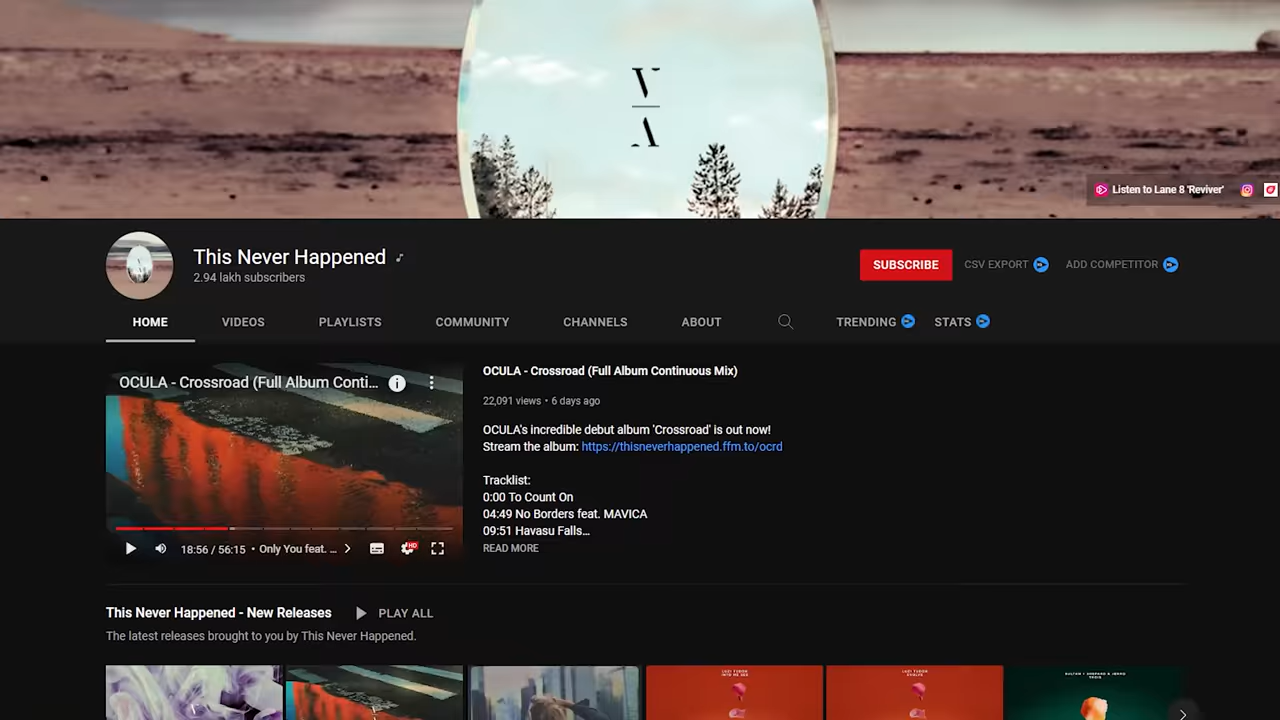 Listen to Lane 8 'Reviver'
This Never Happened
2.94 lakh subscribers
SUBSCRIBE
CSV EXPORT
ADD COMPETITOR
HOME
VIDEOS
PLAYLISTS
COMMUNITY
CHANNELS
ABOUT
TRENDING
STATS
OCULA - Crossroad (Full Album Conti...
18:56 / 56:15 • Only You feat. ...
HD
OCULA - Crossroad (Full Album Continuous Mix)
22,091 views • 6 days ago
OCULA's incredible debut album 'Crossroad' is out now!
Stream the album: https://thisneverhappened.ffm.to/ocrd
Tracklist:
0:00 To Count On
04:49 No Borders feat. MAVICA
09:51 Havasu Falls...
READ MORE
This Never Happened - New Releases
PLAY ALL
The latest releases brought to you by This Never Happened.